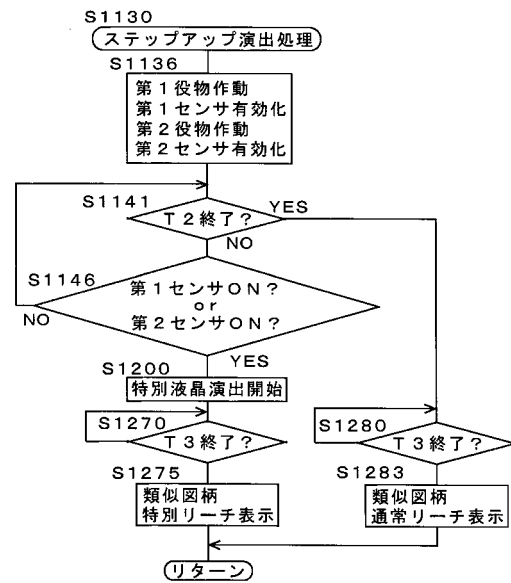 S1130
ステップアップ演出処理
S1136
第1役物作動
第1センサ有効化
第2役物作動
第2センサ有効化
S1141
T2終了?
YES
NO
S1146
第1センサON?
or
第2センサON?
NO
YES
S1200
特別液晶演出開始
S1270
T3終了?
S1280
T3終了?
S1275
類似図柄
特別リーチ表示
S1283
類似図柄
通常リーチ表示
リターン